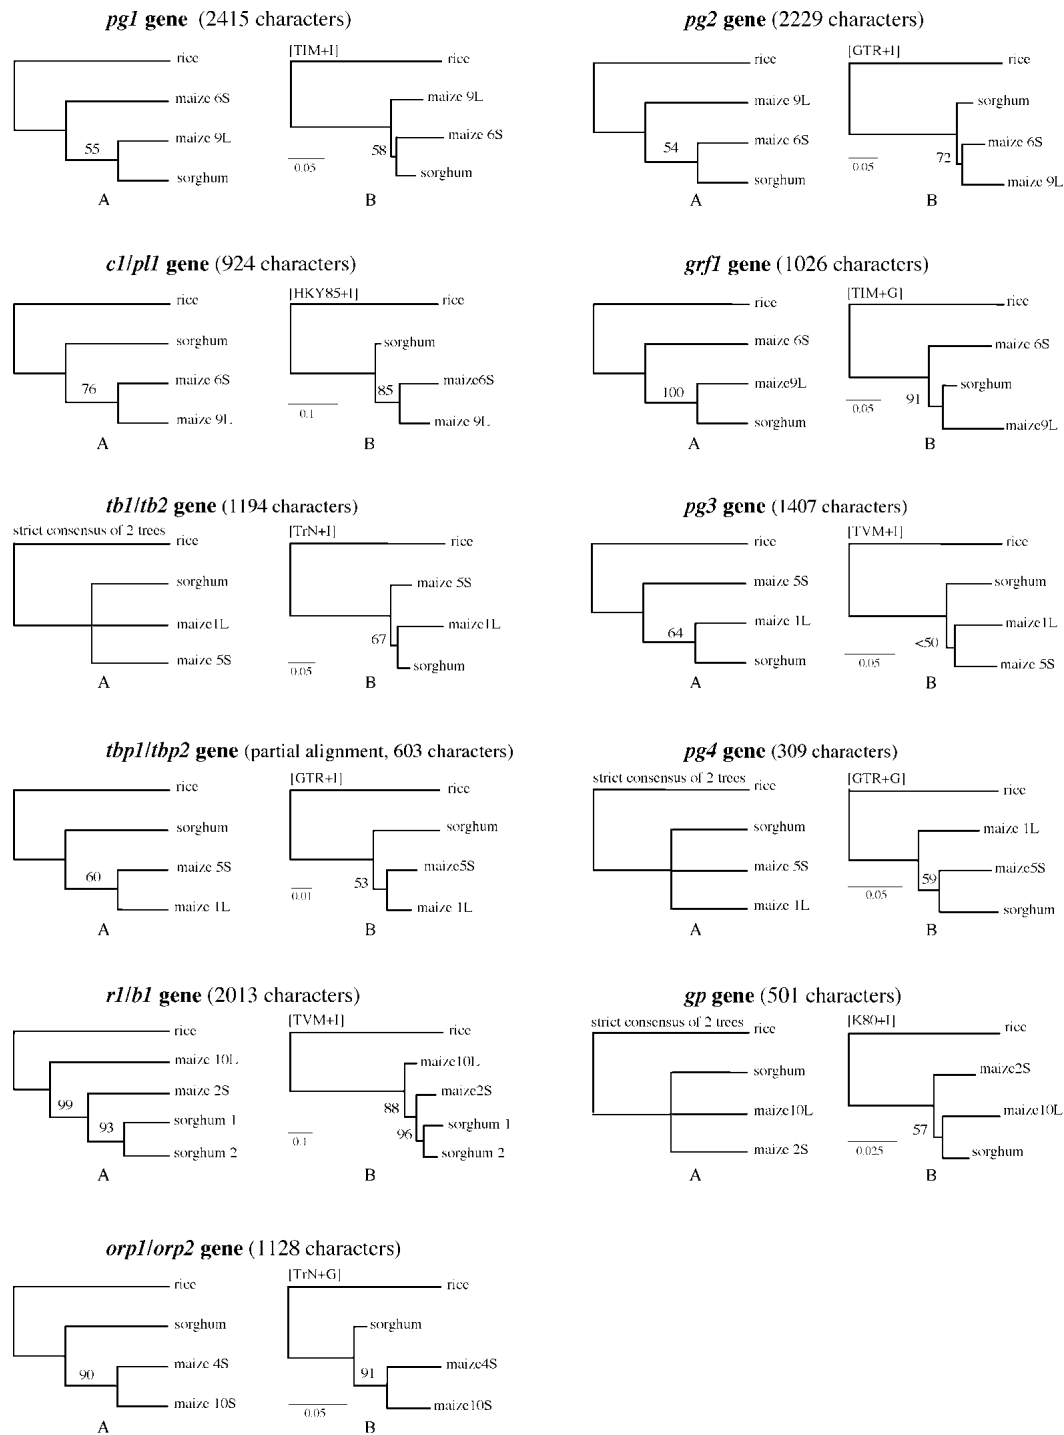 pg1 gene (2415 characters)
[TIM+I]
rice
maize 6S
55
maize 9L
sorghum
A
rice
maize 9L
maize 6S
58
sorghum
0.05
B
pg2 gene (2229 characters)
[GTR+I]
rice
maize 9L
54
maize 6S
sorghum
A
rice
sorghum
maize 6S
72
maize 9L
0.05
B
c1/pl1 gene (924 characters)
[HKY85+I]
rice
sorghum
76
maize 6S
maize 9L
A
rice
sorghum
85
maize6S
maize 9L
0.1
B
grf1 gene (1026 characters)
[TIM+G]
rice
maize 6S
100
maize9L
sorghum
A
rice
maize 6S
sorghum
91
maize9L
0.05
B
tb1/tb2 gene (1194 characters)
strict consensus of 2 trees
[TrN+I]
rice
sorghum
maize1L
maize 5S
A
rice
maize 5S
maize1L
67
sorghum
0.05
B
pg3 gene (1407 characters)
[TVM+I]
rice
maize 5S
64
maize 1L
sorghum
A
rice
sorghum
maize1L
<50
maize 5S
0.05
B
tbp1/tbp2 gene (partial alignment, 603 characters)
[GTR+I]
rice
sorghum
60
maize 5S
maize 1L
A
rice
sorghum
maize5S
53
maize 1L
0.01
B
pg4 gene (309 characters)
strict consensus of 2 trees
[GTR+G]
rice
sorghum
maize 5S
maize 1L
A
rice
maize 1L
59
maize5S
sorghum
0.05
B
r1/b1 gene (2013 characters)
[TVM+I]
rice
maize 10L
99
maize 2S
93
sorghum 1
sorghum 2
A
rice
maize10L
maize2S
88
sorghum 1
96
sorghum 2
0.1
B
gp gene (501 characters)
strict consensus of 2 trees
[K80+I]
rice
sorghum
maize10L
maize 2S
A
rice
maize2S
maize10L
57
sorghum
0.025
B
orp1/orp2 gene (1128 characters)
[TrN+G]
rice
sorghum
90
maize 4S
maize 10S
A
rice
sorghum
91
maize4S
maize10S
0.05
B